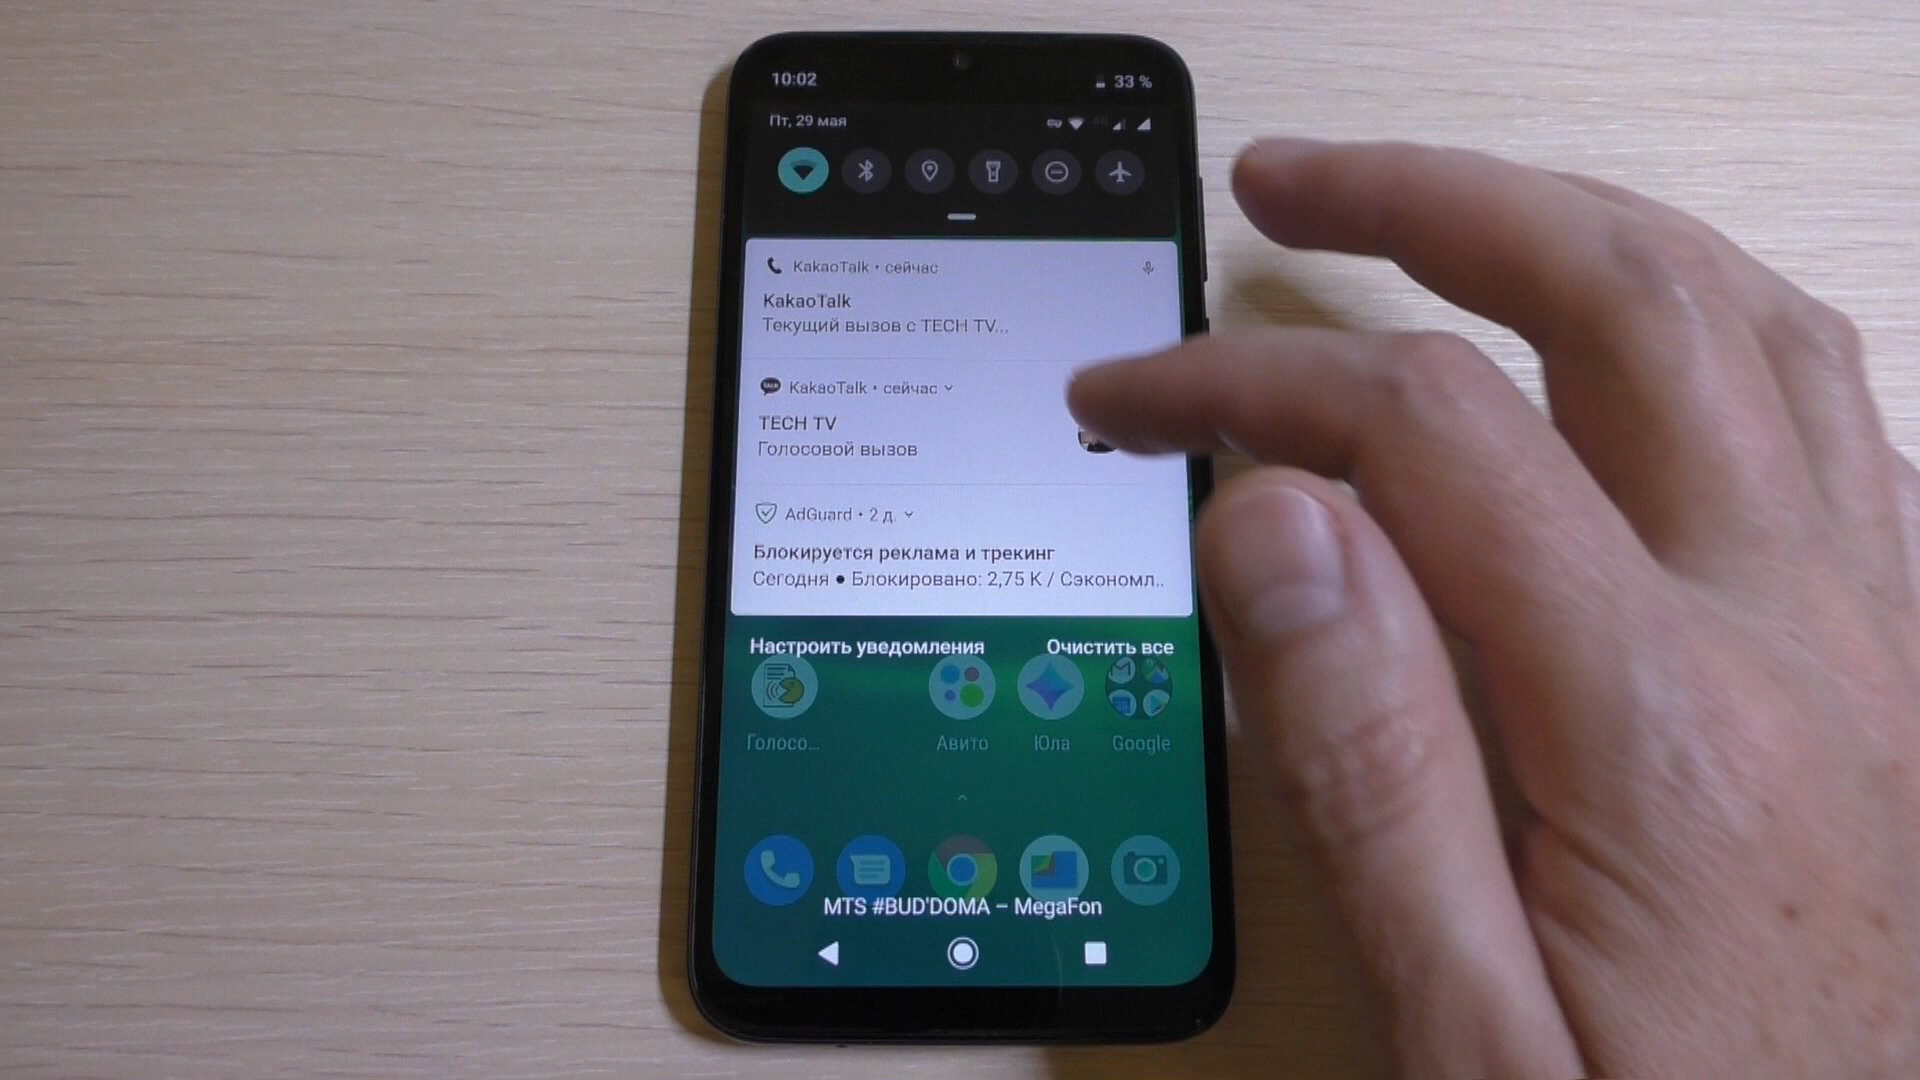 10:02
33 %
Пт, 29 мая
KakaoTalk • сейчас
KakaoTalk
Текущий вызов с TECH TV...
TALK
KakaoTalk • сейчас
TECH TV
Голосовой вызов
AdGuard • 2 д.
Блокируется реклама и трекинг
Сегодня ● Блокировано: 2,75 K / Сэкономл..
Настроить уведомления
Очистить все
Голосо...
Авито
Юла
Google
MTS #BUD'DOMA – MegaFon